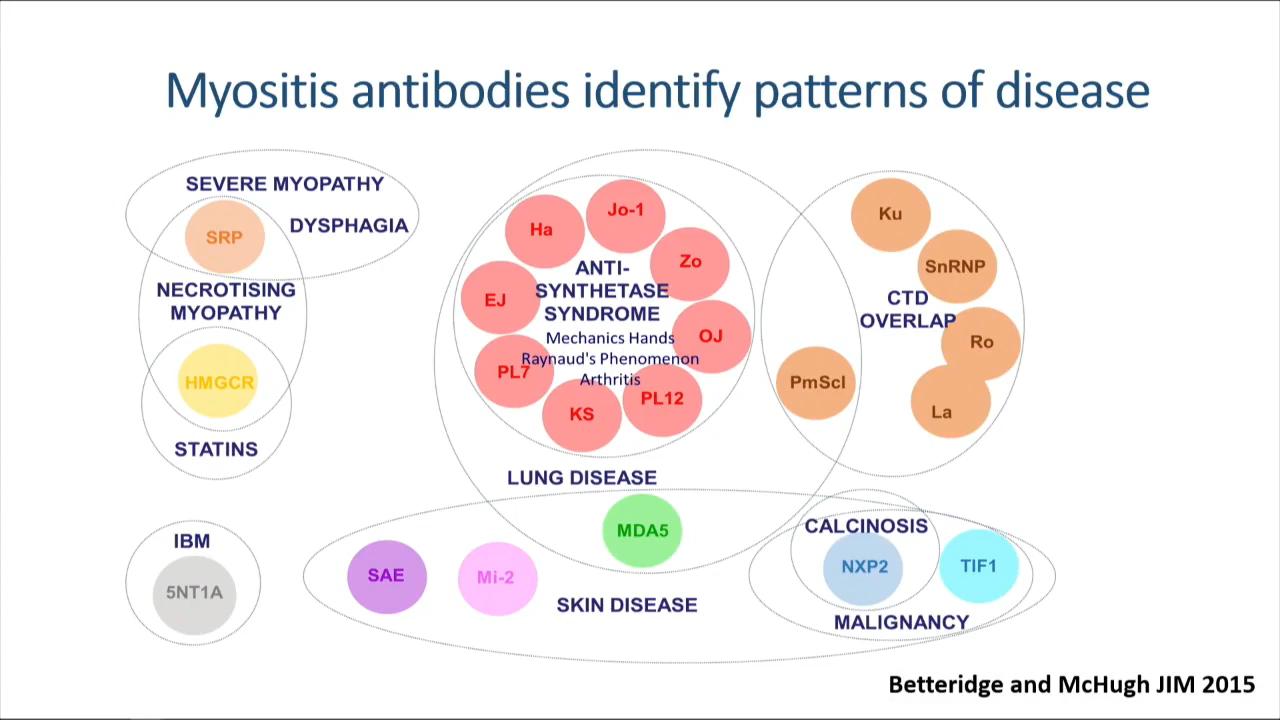 Myositis antibodies identify patterns of disease
SEVERE MYOPATHY
DYSPHAGIA
SRP
NECROTISING
MYOPATHY
HMGCR
STATINS
IBM
5NT1A
Jo-1
Ha
Zo
EJ
OJ
PL7
PL12
KS
ANTI-
SYNTHETASE
SYNDROME
Mechanics Hands
Raynaud's Phenomenon
Arthritis
LUNG DISEASE
MDA5
SAE
Mi-2
SKIN DISEASE
Ku
SnRNP
CTD
OVERLAP
Ro
PmScl
La
CALCINOSIS
NXP2
TIF1
MALIGNANCY
Betteridge and McHugh JIM 2015